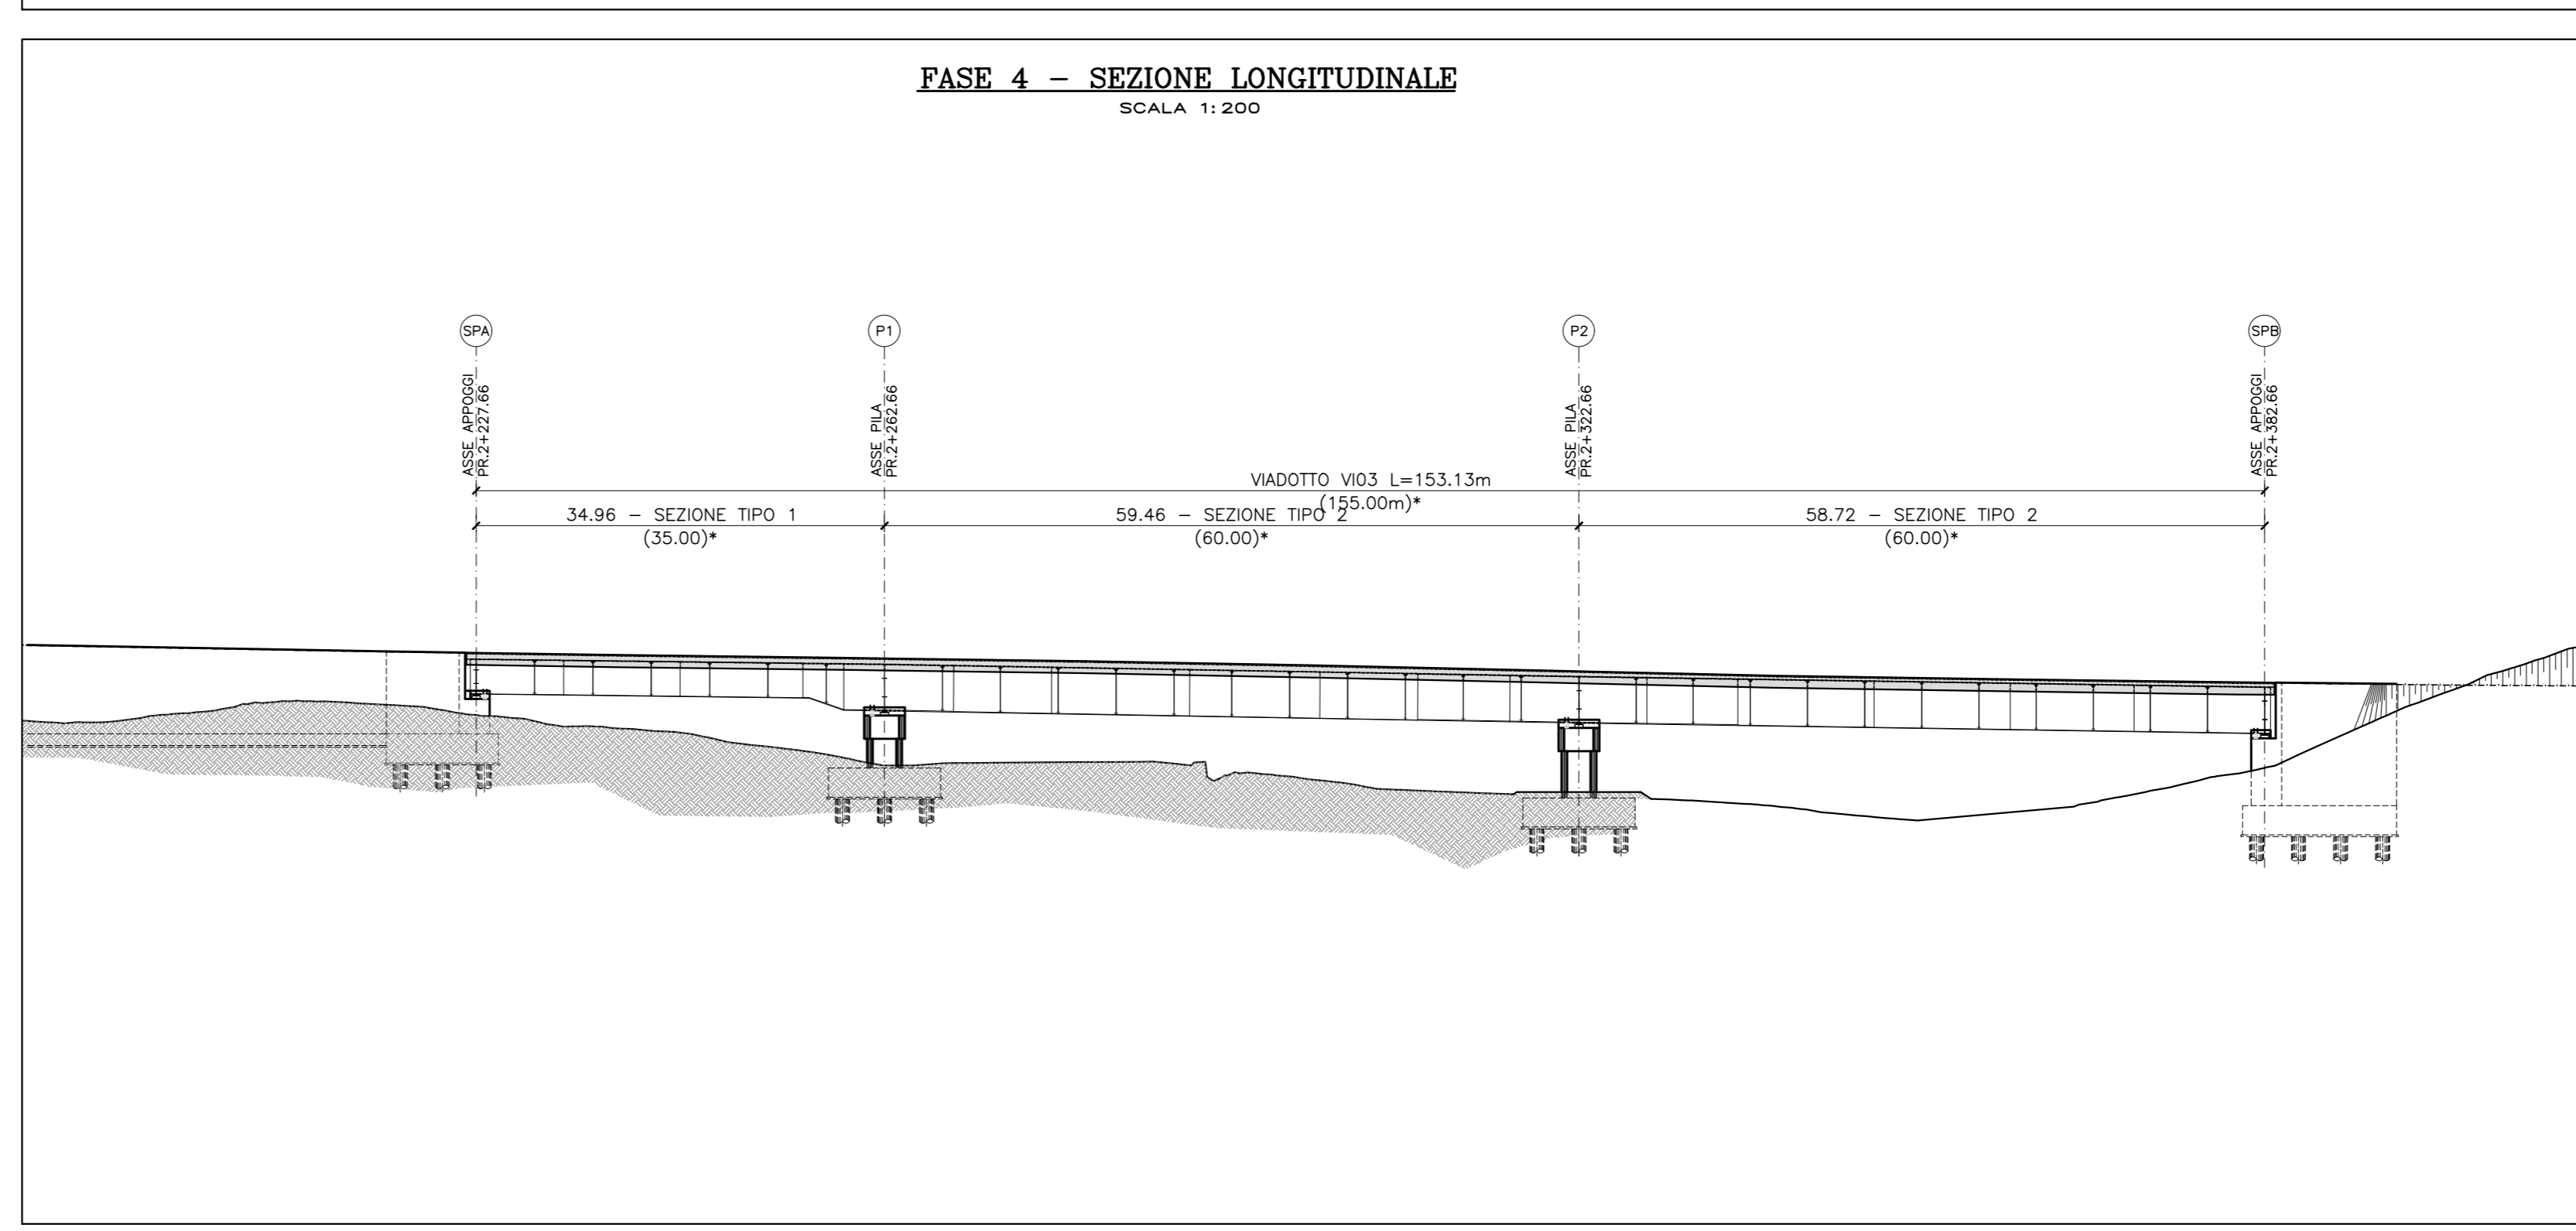 FASE 4 – SEZIONE LONGITUDINALE
SCALA 1:200
SPA
P1
P2
SPB
ASSE APPOGGI
PR.2+227.66
ASSE PILA
PR.2+262.66
ASSE PILA
PR.2+322.66
ASSE APPOGGI
PR.2+382.66
VIADOTTO VI03 L=153.13m
(155.00m)*
34.96 – SEZIONE TIPO 1
(35.00)*
59.46 – SEZIONE TIPO 2
(60.00)*
58.72 – SEZIONE TIPO 2
(60.00)*